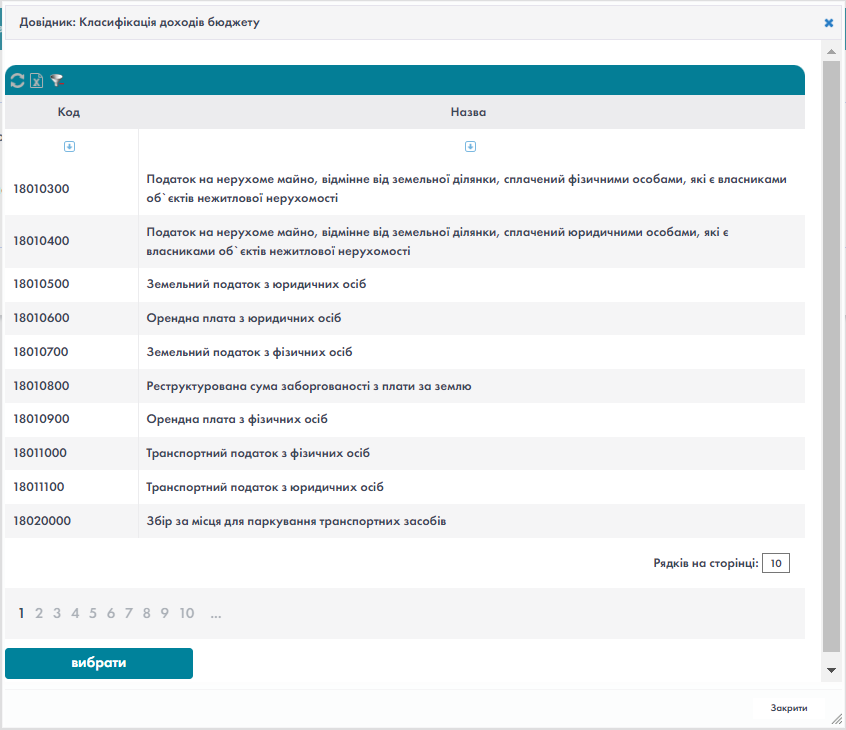 Довідник: Класифікація доходів бюджету
Код Назва
18010300 Податок на нерухоме майно, відмінне від земельної ділянки, сплачений фізичними особами, які є власниками
об`єктів нежитлової нерухомості
18010400 Податок на нерухоме майно, відмінне від земельної ділянки, сплачений юридичними особами, які є
власниками об`єктів нежитлової нерухомості
18010500 Земельний податок з юридичних осіб
18010600 Орендна плата з юридичних осіб
18010700 Земельний податок з фізичних осіб
18010800 Реструктурована сума заборгованості з плати за землю
18010900 Орендна плата з фізичних осіб
18011000 Транспортний податок з фізичних осіб
18011100 Транспортний податок з юридичних осіб
18020000 Збір за місця для паркування транспортних засобів
Рядків на сторінці: 10
1 2 3 4 5 6 7 8 9 10 ...
вибрати
Закрити